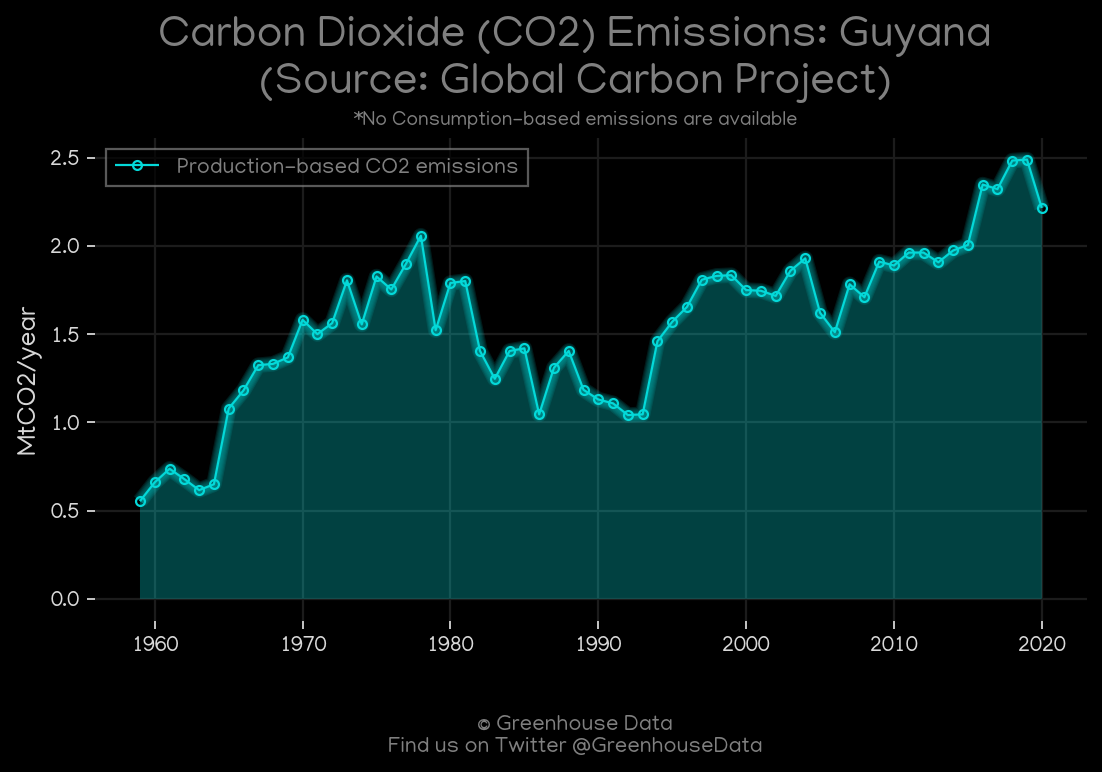 Carbon Dioxide (CO2) Emissions: Guyana
(Source: Global Carbon Project)
*No Consumption-based emissions are available
Production-based CO2 emissions
MtCO2/year
2.5
2.0
1.5
1.0
0.5
0.0
1960 1970 1980 1990 2000 2010 2020
© Greenhouse Data
Find us on Twitter @GreenhouseData